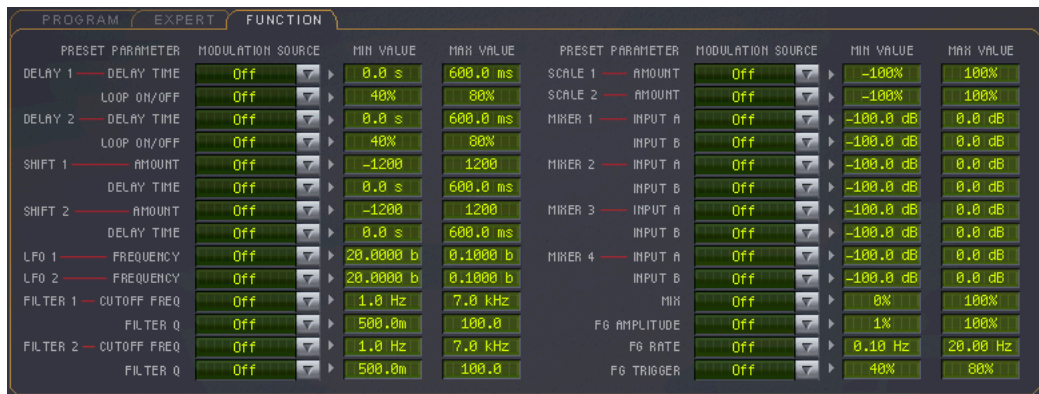 PROGRAM EXPERT FUNCTION
PRESET PARAMETER MODULATION SOURCE MIN VALUE MAX VALUE PRESET PARAMETER MODULATION SOURCE MIN VALUE MAX VALUE
DELAY 1 DELAY TIME Off 0.0 s 600.0 ms SCALE 1 AMOUNT Off -100% 100%
LOOP ON/OFF Off 40% 80% SCALE 2 AMOUNT Off -100% 100%
DELAY 2 DELAY TIME Off 0.0 s 600.0 ms MIXER 1 INPUT A Off -100.0 dB 0.0 dB
LOOP ON/OFF Off 40% 80% INPUT B Off -100.0 dB 0.0 dB
SHIFT 1 AMOUNT Off -1200 1200 MIXER 2 INPUT A Off -100.0 dB 0.0 dB
DELAY TIME Off 0.0 s 600.0 ms INPUT B Off -100.0 dB 0.0 dB
SHIFT 2 AMOUNT Off -1200 1200 MIXER 3 INPUT A Off -100.0 dB 0.0 dB
DELAY TIME Off 0.0 s 600.0 ms INPUT B Off -100.0 dB 0.0 dB
LFO 1 FREQUENCY Off 20.0000 b 0.1000 b MIXER 4 INPUT A Off -100.0 dB 0.0 dB
LFO 2 FREQUENCY Off 20.0000 b 0.1000 b INPUT B Off -100.0 dB 0.0 dB
FILTER 1 CUTOFF FREQ Off 1.0 Hz 7.0 kHz MIX Off 0% 100%
FILTER Q Off 500.0m 100.0 FG AMPLITUDE Off 1% 100%
FILTER 2 CUTOFF FREQ Off 1.0 Hz 7.0 kHz FG RATE Off 0.10 Hz 20.00 Hz
FILTER Q Off 500.0m 100.0 FG TRIGGER Off 40% 80%